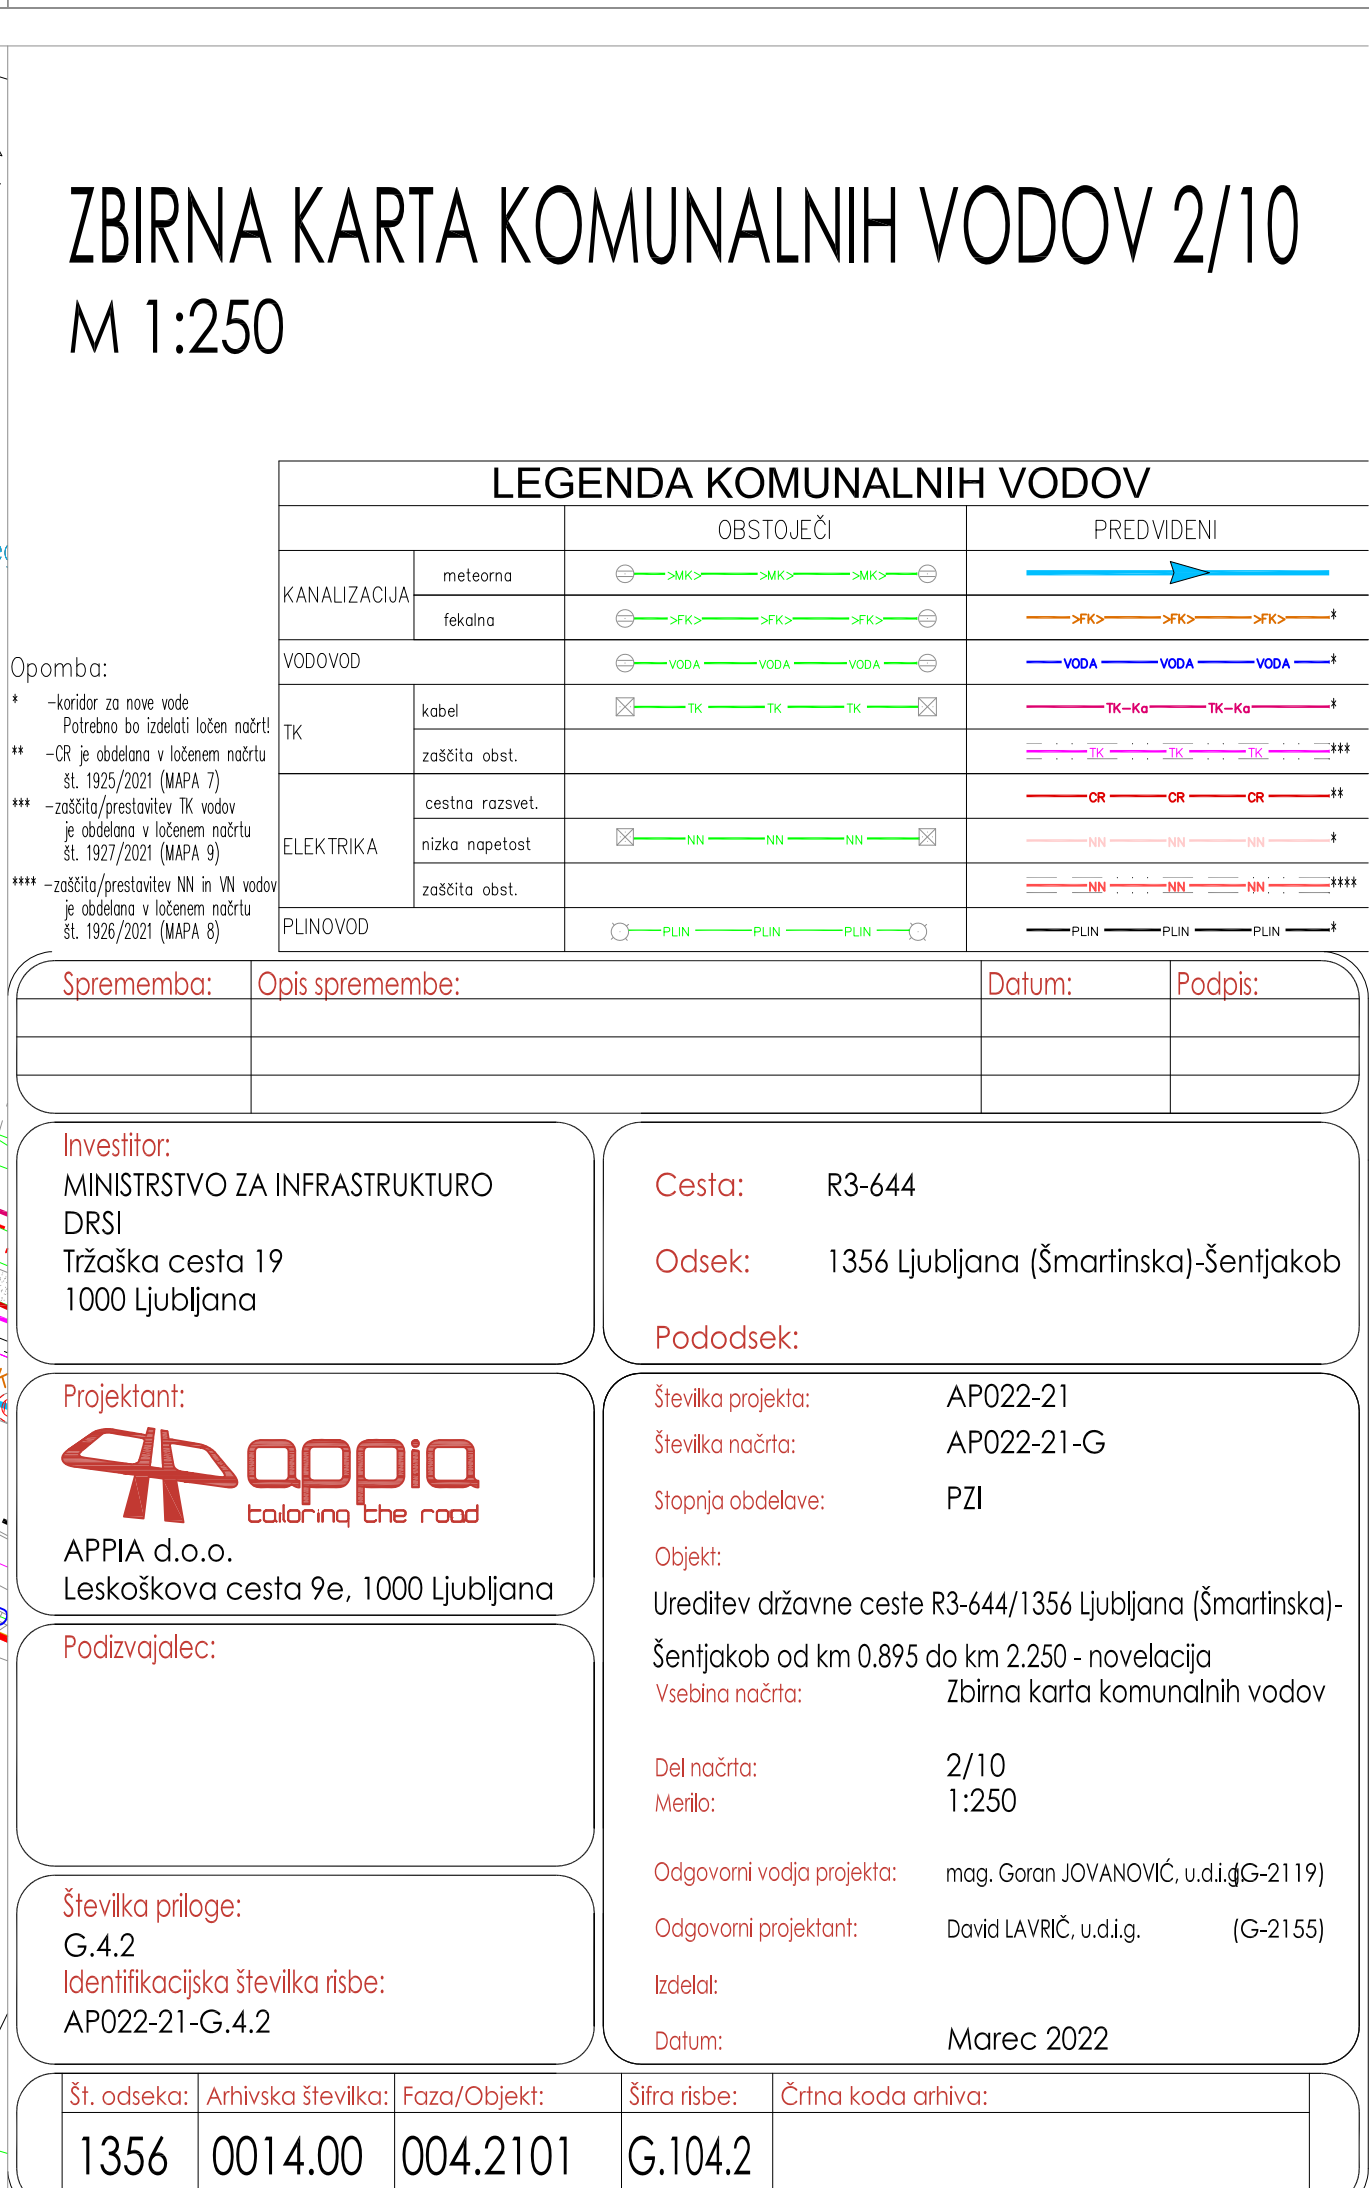 ZBIRNA KARTA KOMUNALNIH VODOV 2/10
M 1:250
LEGENDA KOMUNALNIH VODOV
OBSTOJEČI PREDVIDENI
KANALIZACIJA meteorna >MK> >MK> >MK>
fekalna >FK> >FK> >FK> >FK> >FK> >FK> *
VODOVOD VODA VODA VODA VODA VODA VODA *
TK kabel TK TK TK TK-Ka TK-Ka *
zaščita obst. TK TK TK ***
ELEKTRIKA cestna razsvet. CR CR CR **
nizka napetost NN NN NN NN NN NN *
zaščita obst. NN NN NN ****
PLINOVOD PLIN PLIN PLIN PLIN PLIN PLIN *
Opomba:
* -koridor za nove vode
Potrebno bo izdelati ločen načrt!
** -CR je obdelana v ločenem načrtu
št. 1925/2021 (MAPA 7)
*** -zaščita/prestavitev TK vodov
je obdelana v ločenem načrtu
št. 1927/2021 (MAPA 9)
**** -zaščita/prestavitev NN in VN vodov
je obdelana v ločenem načrtu
št. 1926/2021 (MAPA 8)
Sprememba: Opis spremembe: Datum: Podpis:
Investitor:
MINISTRSTVO ZA INFRASTRUKTURO
DRSI
Tržaška cesta 19
1000 Ljubljana
Cesta: R3-644
Odsek: 1356 Ljubljana (Šmartinska)-Šentjakob
Pododsek:
Projektant:
appia
tailoring the road
APPIA d.o.o.
Leskoškova cesta 9e, 1000 Ljubljana
Podizvajalec:
Številka projekta: AP022-21
Številka načrta: AP022-21-G
Stopnja obdelave: PZI
Objekt:
Ureditev državne ceste R3-644/1356 Ljubljana (Šmartinska)-
Šentjakob od km 0.895 do km 2.250 - novelacija
Vsebina načrta: Zbirna karta komunalnih vodov
Del načrta: 2/10
Merilo: 1:250
Odgovorni vodja projekta: mag. Goran JOVANOVIĆ, u.d.i.g. (G-2119)
Odgovorni projektant: David LAVRIČ, u.d.i.g. (G-2155)
Izdelal:
Datum: Marec 2022
Številka priloge:
G.4.2
Identifikacijska številka risbe:
AP022-21-G.4.2
Št. odseka: Arhivska številka: Faza/Objekt: Šifra risbe: Črtna koda arhiva:
1356 0014.00 004.2101 G.104.2